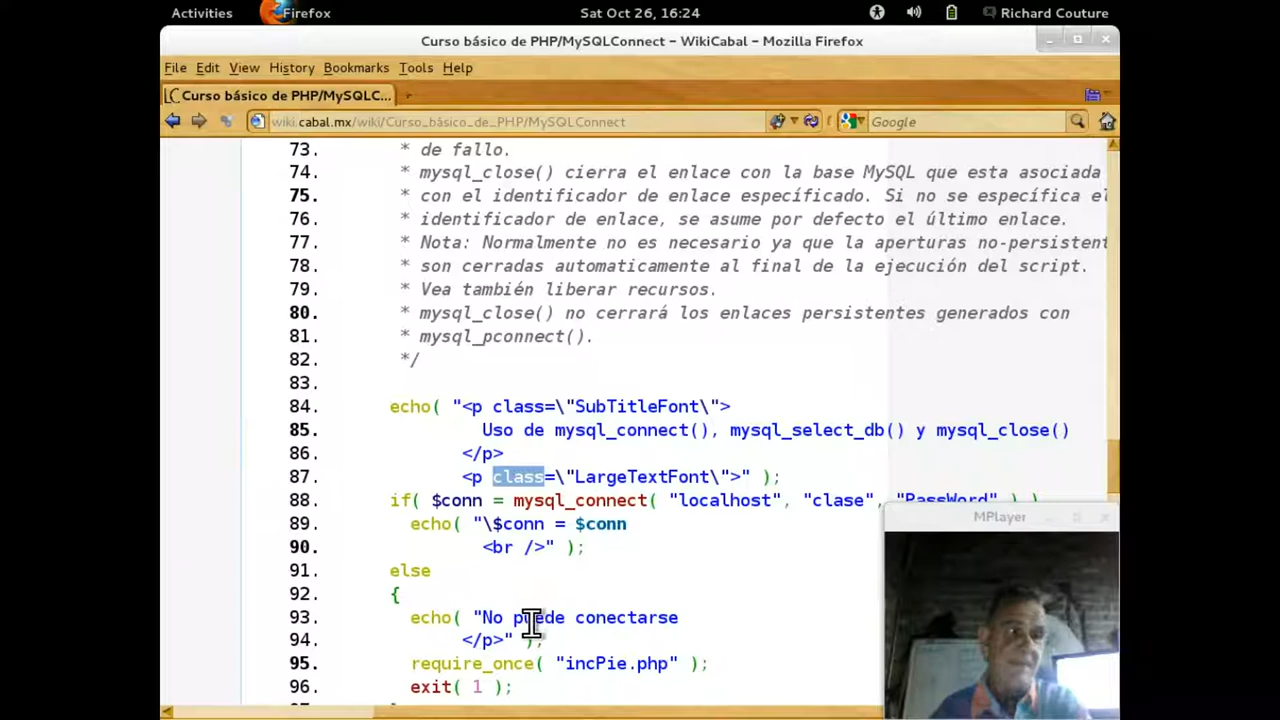 Activities Firefox Sat Oct 26, 16:24 Richard Couture
Curso básico de PHP/MySQLConnect – WikiCabal – Mozilla Firefox
File Edit View History Bookmarks Tools Help
Curso básico de PHP/MySQLC...
wiki.cabal.mx/wiki/Curso_básico_de_PHP/MySQLConnect Google
73. * de fallo.
74. * mysql_close() cierra el enlace con la base MySQL que esta asociada
75. * con el identificador de enlace específicado. Si no se específica el
76. * identificador de enlace, se asume por defecto el último enlace.
77. * Nota: Normalmente no es necesario ya que la aperturas no-persistent
78. * son cerradas automaticamente al final de la ejecución del script.
79. * Vea también liberar recursos.
80. * mysql_close() no cerrará los enlaces persistentes generados con
81. * mysql_pconnect().
82. */
83.
84. echo( "<p class=\"SubTitleFont\">
85. Uso de mysql_connect(), mysql_select_db() y mysql_close()
86. </p>
87. <p class=\"LargeTextFont\">" );
88. if( $conn = mysql_connect( "localhost", "clase", "PassWord" ) )
89. echo( "\$conn = $conn
90. <br />" );
91. else
92. {
93. echo( "No puede conectarse
94. </p>" );
95. require_once( "incPie.php" );
96. exit( 1 );
MPlayer